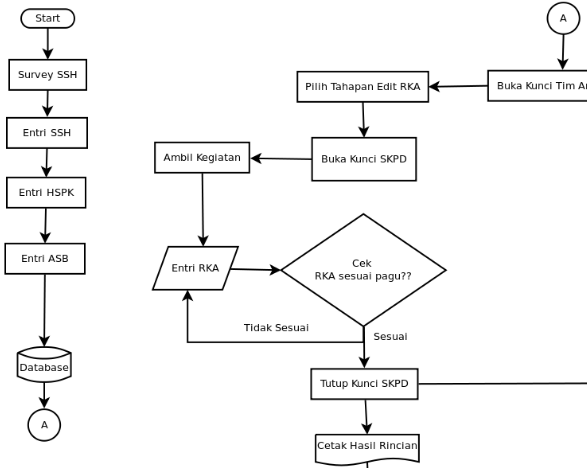 Start
Survey SSH
Entri SSH
Entri HSPK
Entri ASB
Database
A
A
Buka Kunci Tim
Pilih Tahapan Edit RKA
Buka Kunci SKPD
Ambil Kegiatan
Entri RKA
Cek
RKA sesuai pagu??
Tidak Sesuai
Sesuai
Tutup Kunci SKPD
Cetak Hasil Rincian